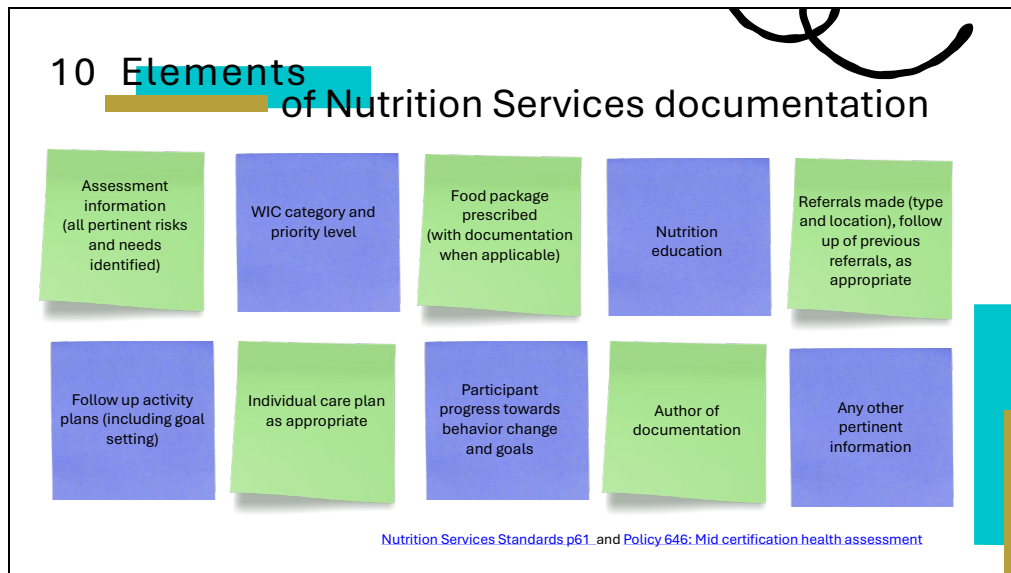 10 Elements
of Nutrition Services documentation
Assessment
information
(all pertinent risks
and needs
identified)
WIC category and
priority level
Food package
prescribed
(with documentation
when applicable)
Nutrition
education
Referrals made (type
and location), follow
up of previous
referrals, as
appropriate
Follow up activity
plans (including goal
setting)
Individual care plan
as appropriate
Participant
progress towards
behavior change
and goals
Author of
documentation
Any other
pertinent
information
Nutrition Services Standards p61 and Policy 646: Mid certification health assessment